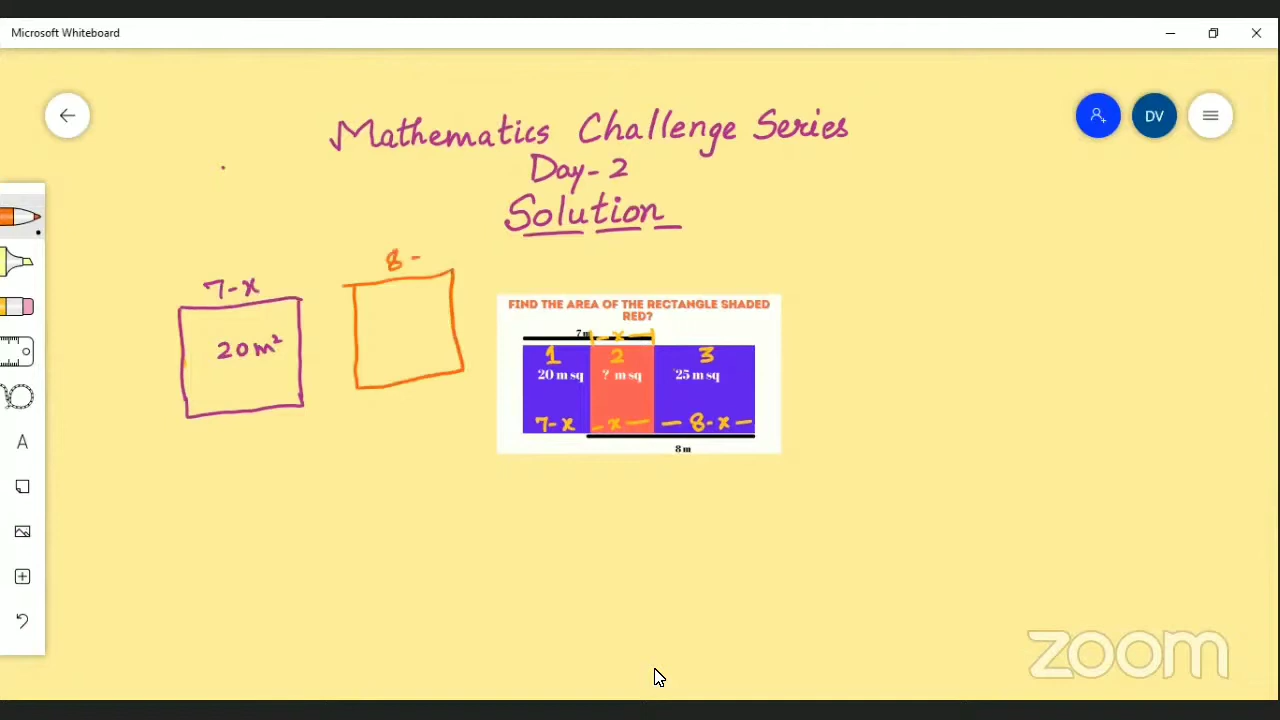 Microsoft Whiteboard
Mathematics Challenge Series
Day-2
Solution
DV
8 -
7-x
20m²
FIND THE AREA OF THE RECTANGLE SHADED
RED?
7m
- x -
1 2 3
20 m sq ? m sq 25 m sq
7-x -x- - 8-x -
8 m
A
zoom